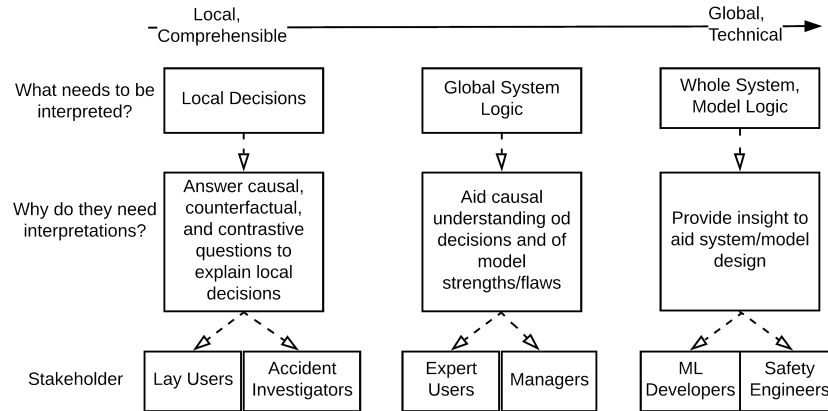 Local,
Comprehensible
Global,
Technical
What needs to be
interpreted?
Local Decisions
Global System
Logic
Whole System,
Model Logic
Why do they need
interpretations?
Answer causal,
counterfactual,
and contrastive
questions to
explain local
decisions
Aid causal
understanding od
decisions and of
model
strengths/flaws
Provide insight to
aid system/model
design
Stakeholder
Lay Users
Accident
Investigators
Expert
Users
Managers
ML
Developers
Safety
Engineers